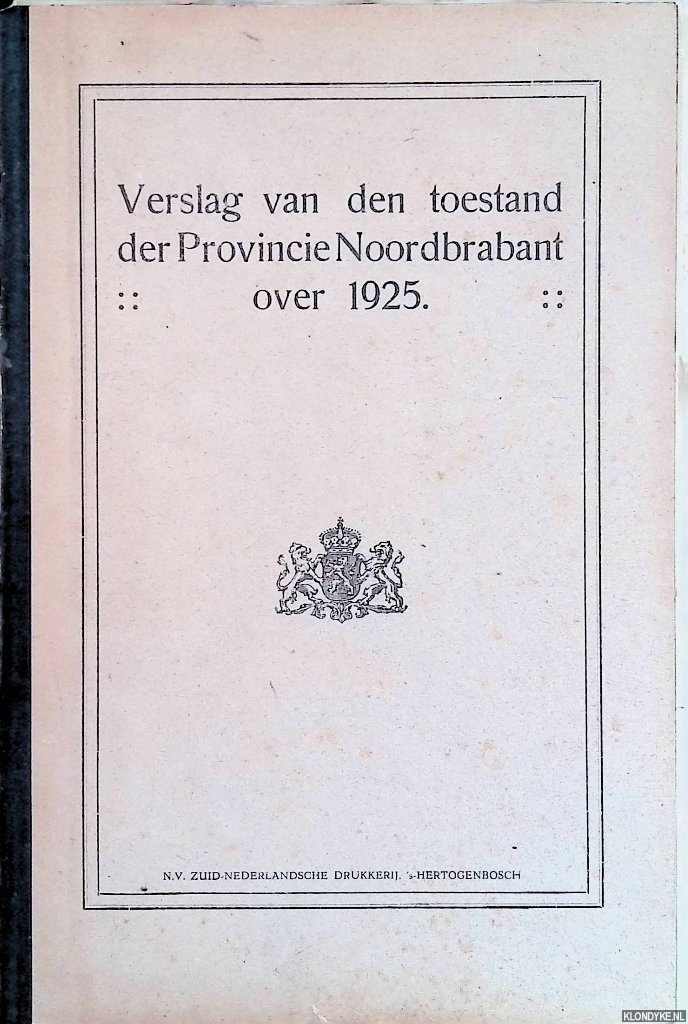 Verslag van den toestand
der Provincie Noordbrabant
:: over 1925. ::
N.V. ZUID-NEDERLANDSCHE DRUKKERIJ, 's-HERTOGENBOSCH
KLONDYKE.NL